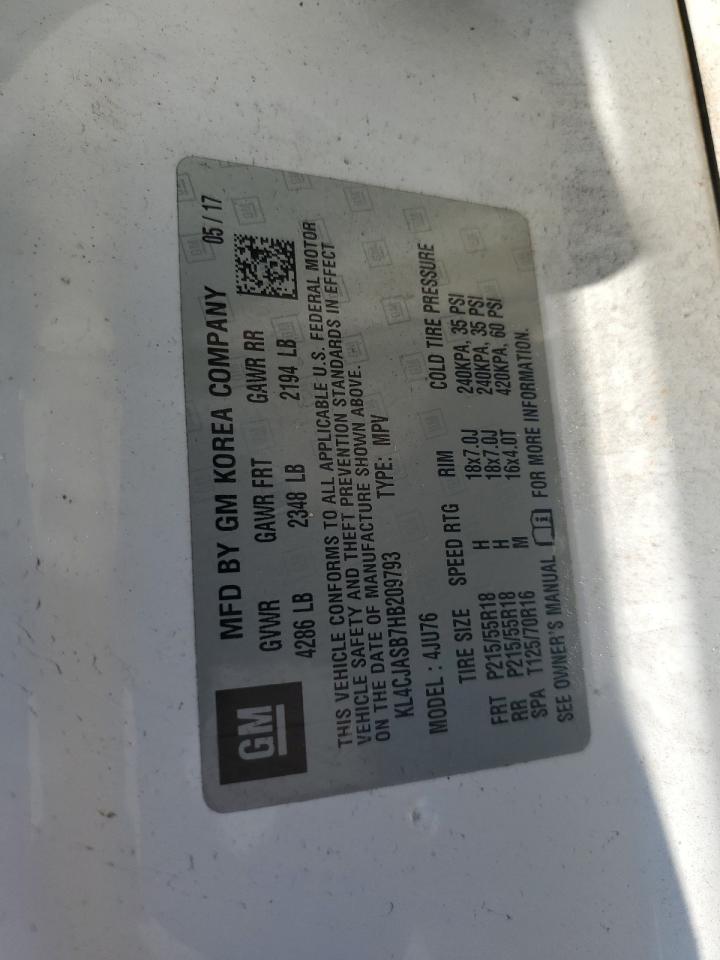 GM
MFD BY GM KOREA COMPANY 05/17
GVWR GAWR FRT GAWR RR
4286 LB 2348 LB 2194 LB
THIS VEHICLE CONFORMS TO ALL APPLICABLE U.S. FEDERAL MOTOR
VEHICLE SAFETY AND THEFT PREVENTION STANDARDS IN EFFECT
ON THE DATE OF MANUFACTURE SHOWN ABOVE.
KL4CJASB7HB209793 TYPE: MPV
MODEL : 4JU76
TIRE SIZE SPEED RTG RIM COLD TIRE PRESSURE
FRT P215/55R18 H 18x7.0J 240KPA, 35 PSI
RR P215/55R18 H 18x7.0J 240KPA, 35 PSI
SPA T125/70R16 M 16x4.0T 420KPA, 60 PSI
SEE OWNER'S MANUAL FOR MORE INFORMATION.